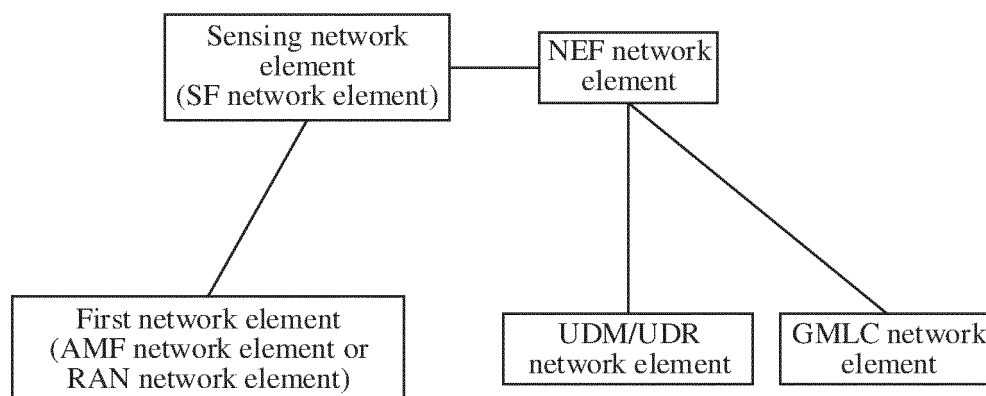 Sensing network
element
(SF network element)
NEF network
element
First network element
(AMF network element or
RAN network element)
UDM/UDR
network element
GMLC network
element